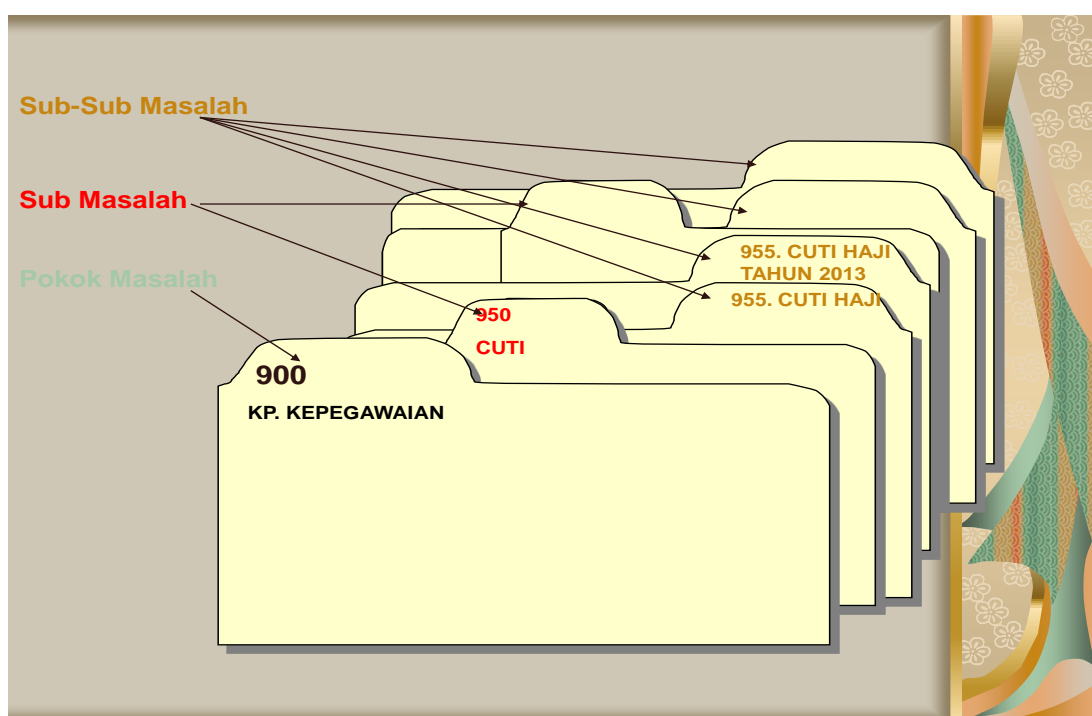 Sub-Sub Masalah
Sub Masalah
Pokok Masalah
955. CUTI HAJI
TAHUN 2013
955. CUTI HAJI
950
CUTI
900
KP. KEPEGAWAIAN